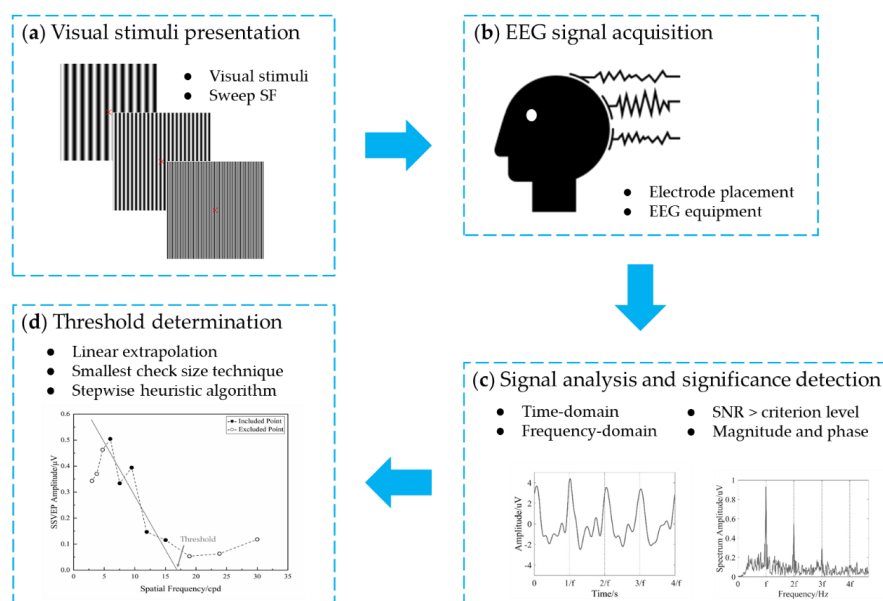 (a) Visual stimuli presentation
● Visual stimuli
● Sweep SF
(b) EEG signal acquisition
● Electrode placement
● EEG equipment
(c) Signal analysis and significance detection
● Time-domain
● Frequency-domain
● SNR > criterion level
● Magnitude and phase
Amplitude/uV
4
2
0
-2
-4
0
1/f
2/f
3/f
4/f
Time/s
Spectrum Amplitude/uV
1
0.8
0.6
0.4
0.2
0
f
2f
3f
4f
Frequency/Hz
(d) Threshold determination
● Linear extrapolation
● Smallest check size technique
● Stepwise heuristic algorithm
SSVEP Amplitude/μV
0.6
0.5
0.4
0.3
0.2
0.1
0.0
Included Point
Excluded Point
Threshold
0
5
10
15
20
25
30
35
Spatial Frequency/cpd